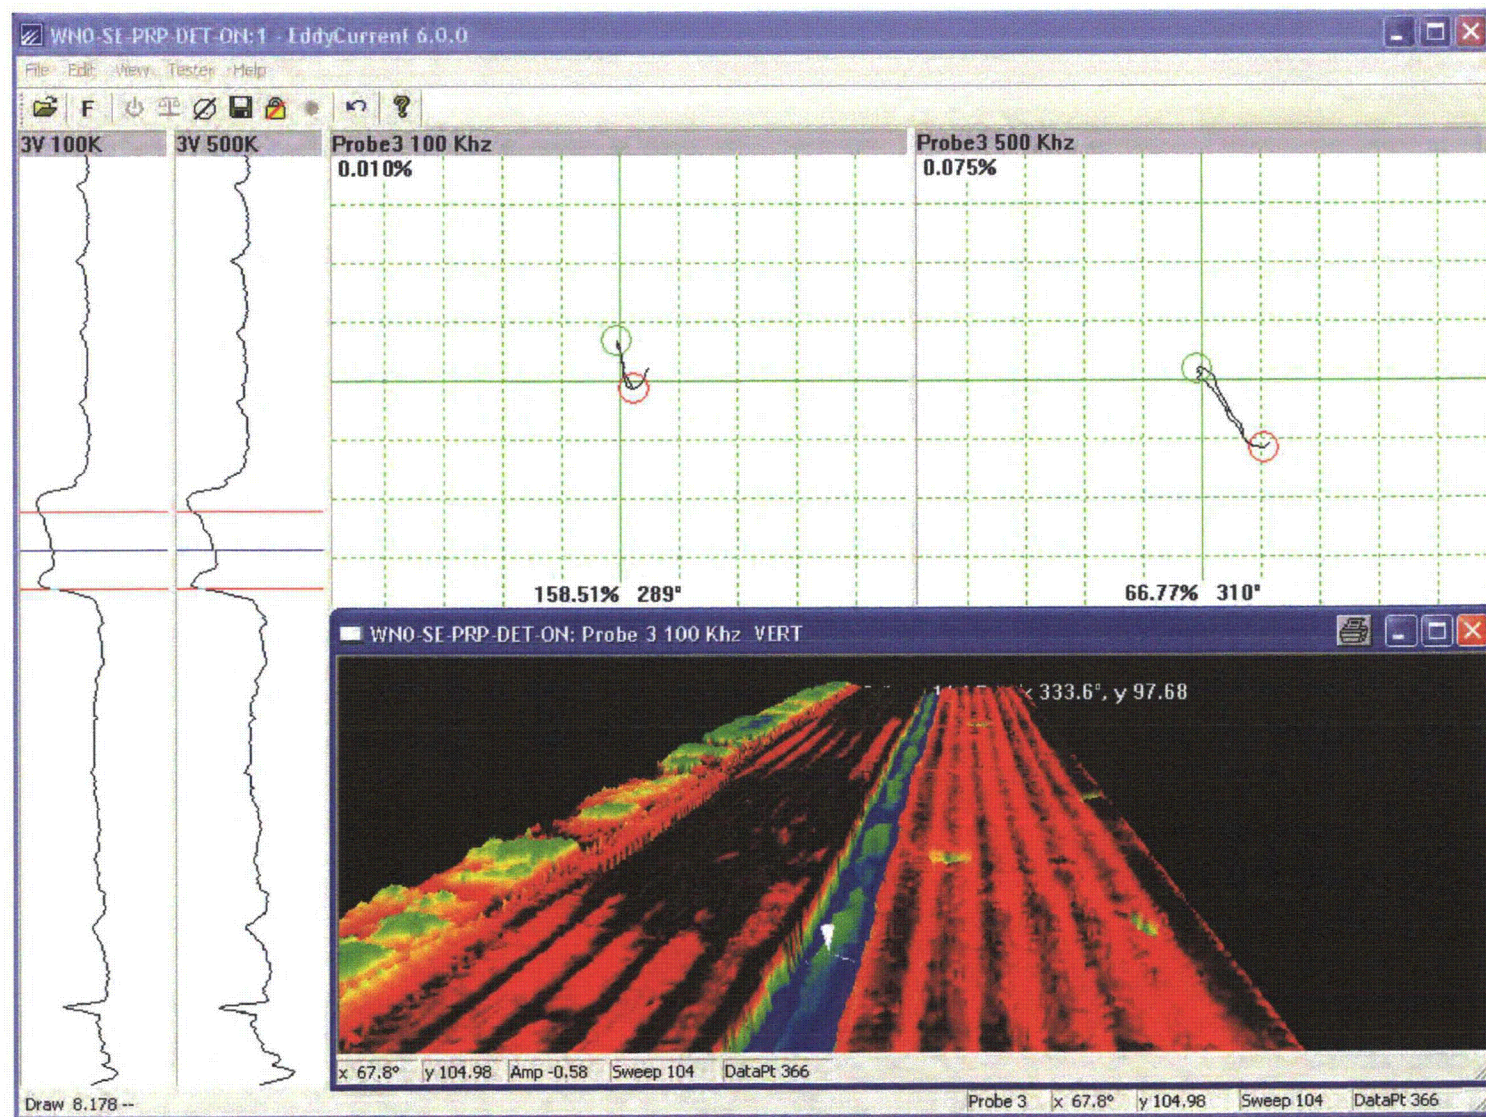 WNO-SE-PRP-DET-ON:1 - EddyCurrent 6.0.0
File Edit View Tester Help
F
3V 100K 3V 500K Probe3 100 Khz Probe3 500 Khz
0.010% 0.075%
158.51% 289° 66.77% 310°
WNO-SE-PRP-DET-ON: Probe 3 100 Khz VERT
x 333.6°, y 97.68
x 67.8° y 104.98 Amp -0.58 Sweep 104 DataPt 366
Draw 8.178 -- Probe 3 x 67.8° y 104.98 Sweep 104 DataPt 366